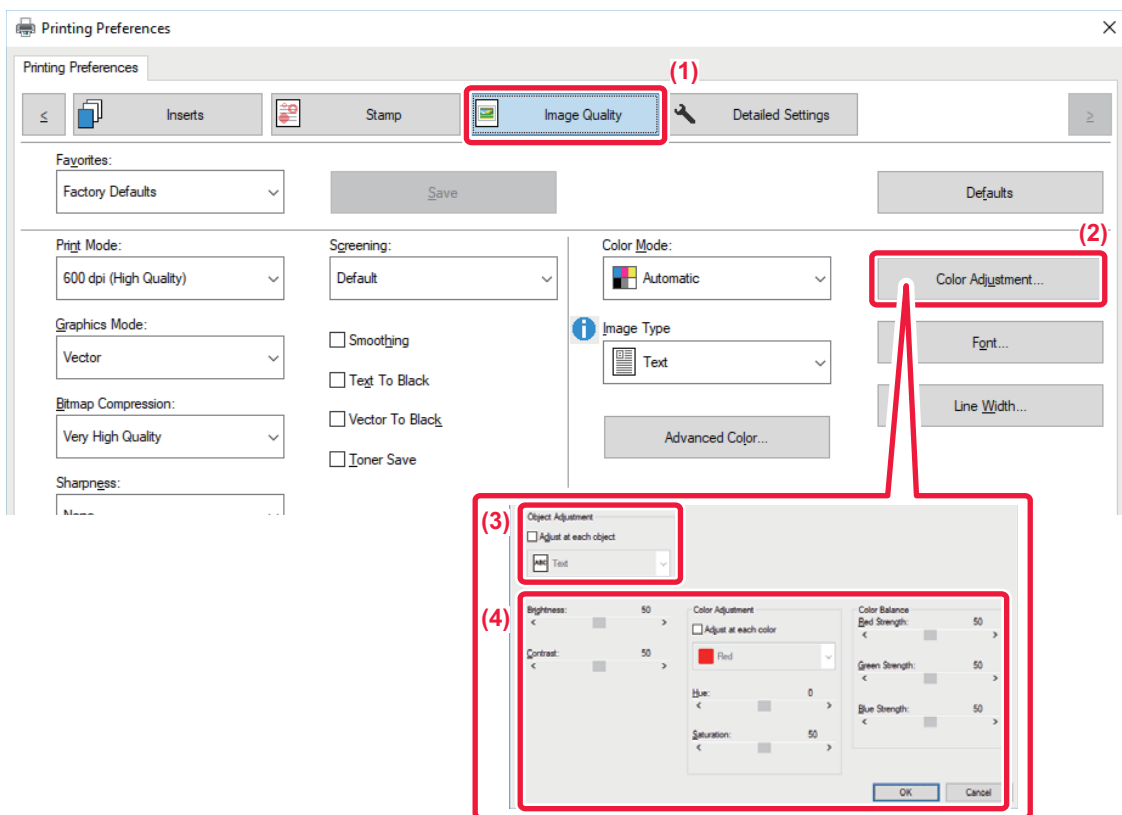 Printing Preferences
Printing Preferences
(1)
< Inserts Stamp Image Quality Detailed Settings >
Favorites:
Factory Defaults Save Defaults
(2)
Print Mode: Screening: Color Mode:
600 dpi (High Quality) Default Automatic Color Adjustment...
Graphics Mode: Image Type
Smoothing Font...
Vector Text
Text To Black
Bitmap Compression: Line Width...
Vector To Black
Very High Quality Advanced Color...
Toner Save
Sharpness:
None
(3) Object Adjustment
Adjust at each object
ABC Text
(4) Brightness: 50 Color Adjustment Color Balance
Red Strength: 50
Adjust at each color
Contrast: 50 Red
Green Strength: 50
Hue: 0
Blue Strength: 50
Saturation: 50
OK Cancel